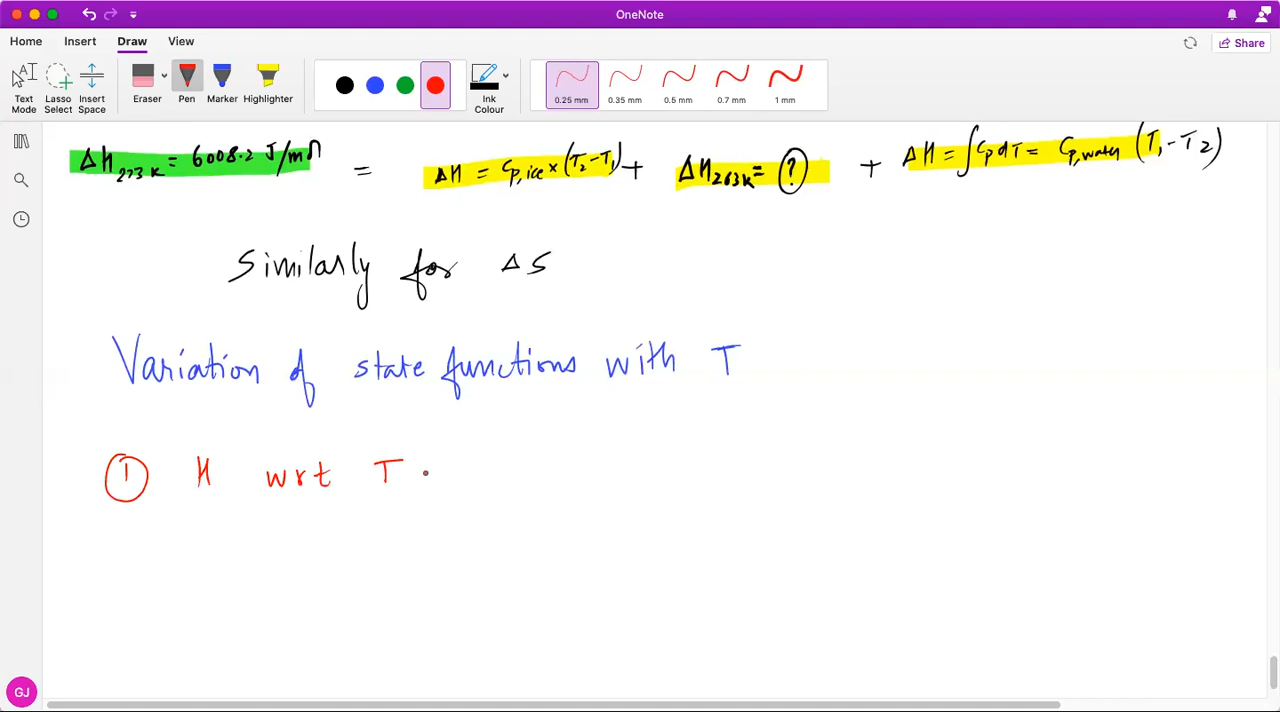 OneNote
Home Insert Draw View
Share
Text Mode
Lasso Select
Insert Space
Eraser
Pen
Marker
Highlighter
Ink Colour
0.25 mm
0.35 mm
0.5 mm
0.7 mm
1 mm
ΔH₂₇₃ₖ = 6008.2 J/mol = ΔH = Cp,ice × (T₂ - T₁) + ΔH₂₆₃ₖ = ? + ΔH = ∫CpdT = Cp,water (T₁ - T₂)
Similarly for ΔS
Variation of state functions with T
① H wrt T
GJ